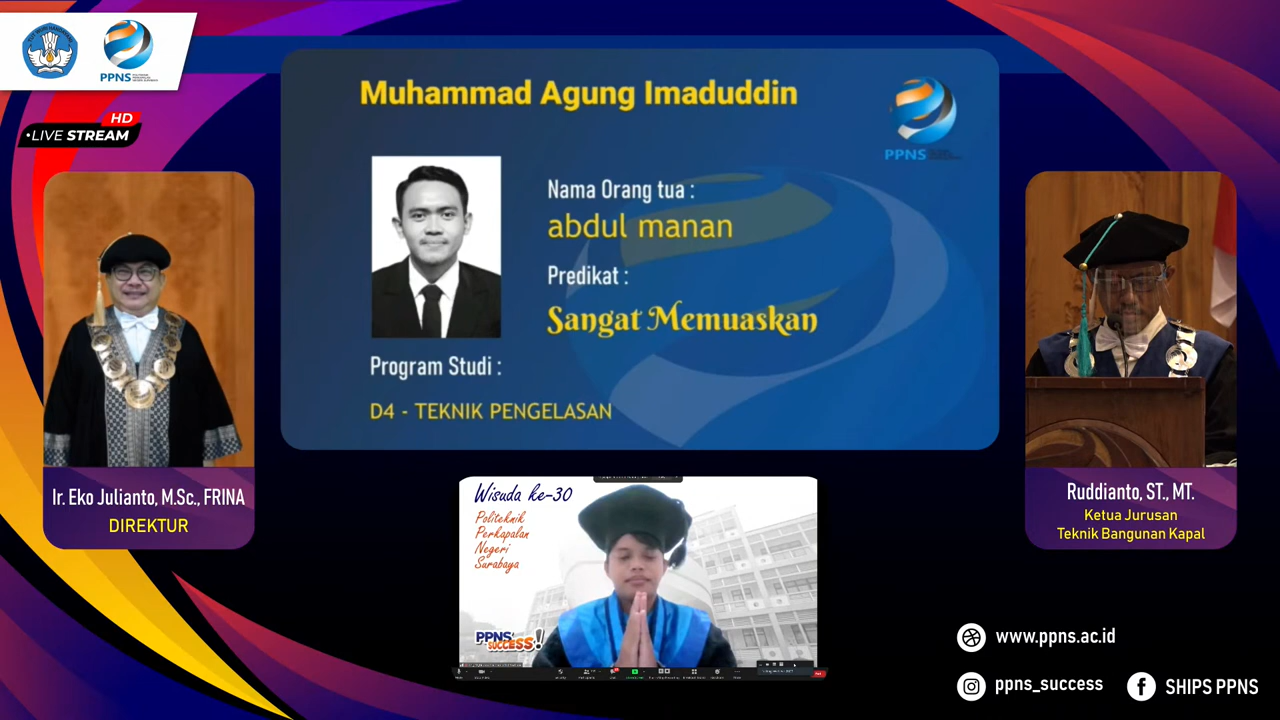 PPNS
HD
LIVE STREAM
Muhammad Agung Imaduddin
PPNS
Nama Orang tua :
abdul manan
Predikat :
Sangat Memuaskan
Program Studi :
D4 - TEKNIK PENGELASAN
Ir. Eko Julianto, M.Sc., FRINA
DIREKTUR
Ruddianto, ST., MT.
Ketua Jurusan
Teknik Bangunan Kapal
Wisuda ke-30
Politeknik
Perkapalan
Negeri
Surabaya
PPNS
SUCCESS!
www.ppns.ac.id
ppns_success
SHIPS PPNS